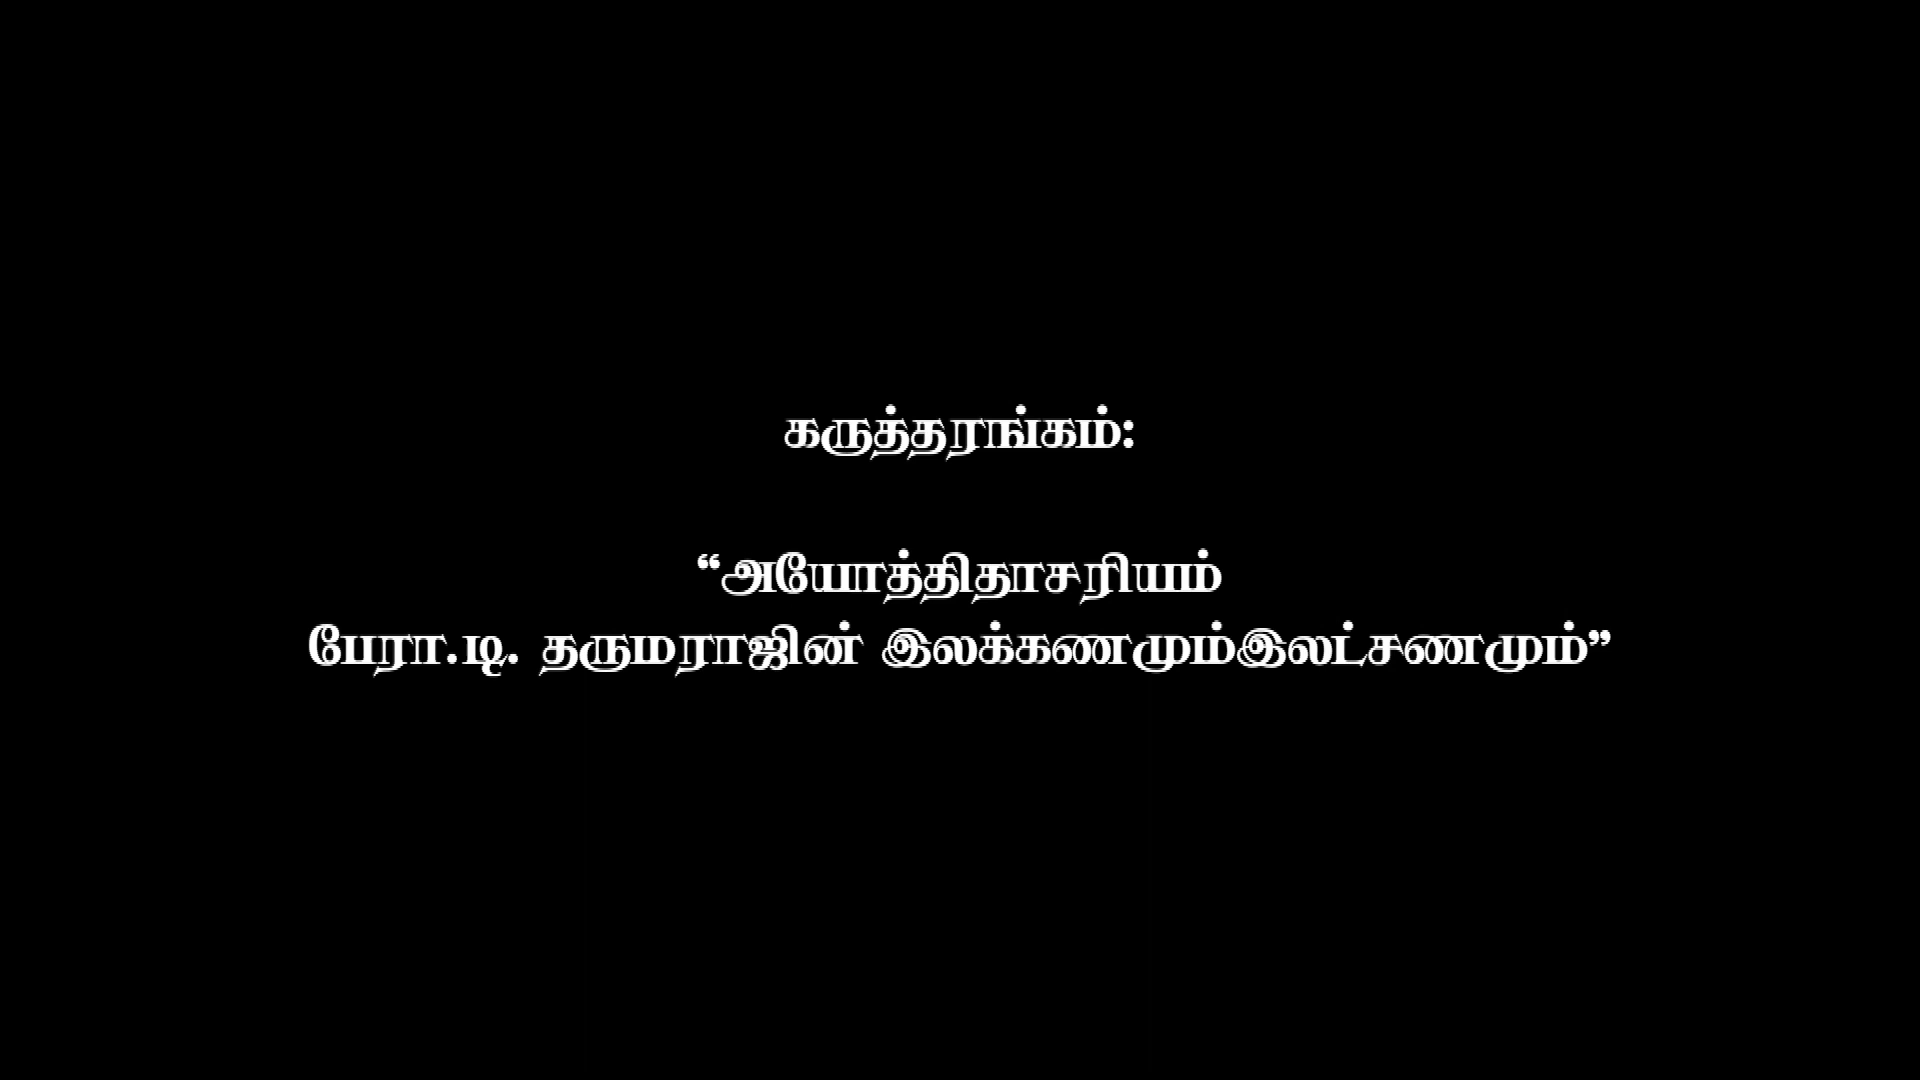 கருத்தரங்கம்:
“அயோத்திதாசரியம்
பேரா.டி. தருமராஜின் இலக்கணமும்இலட்சணமும்”